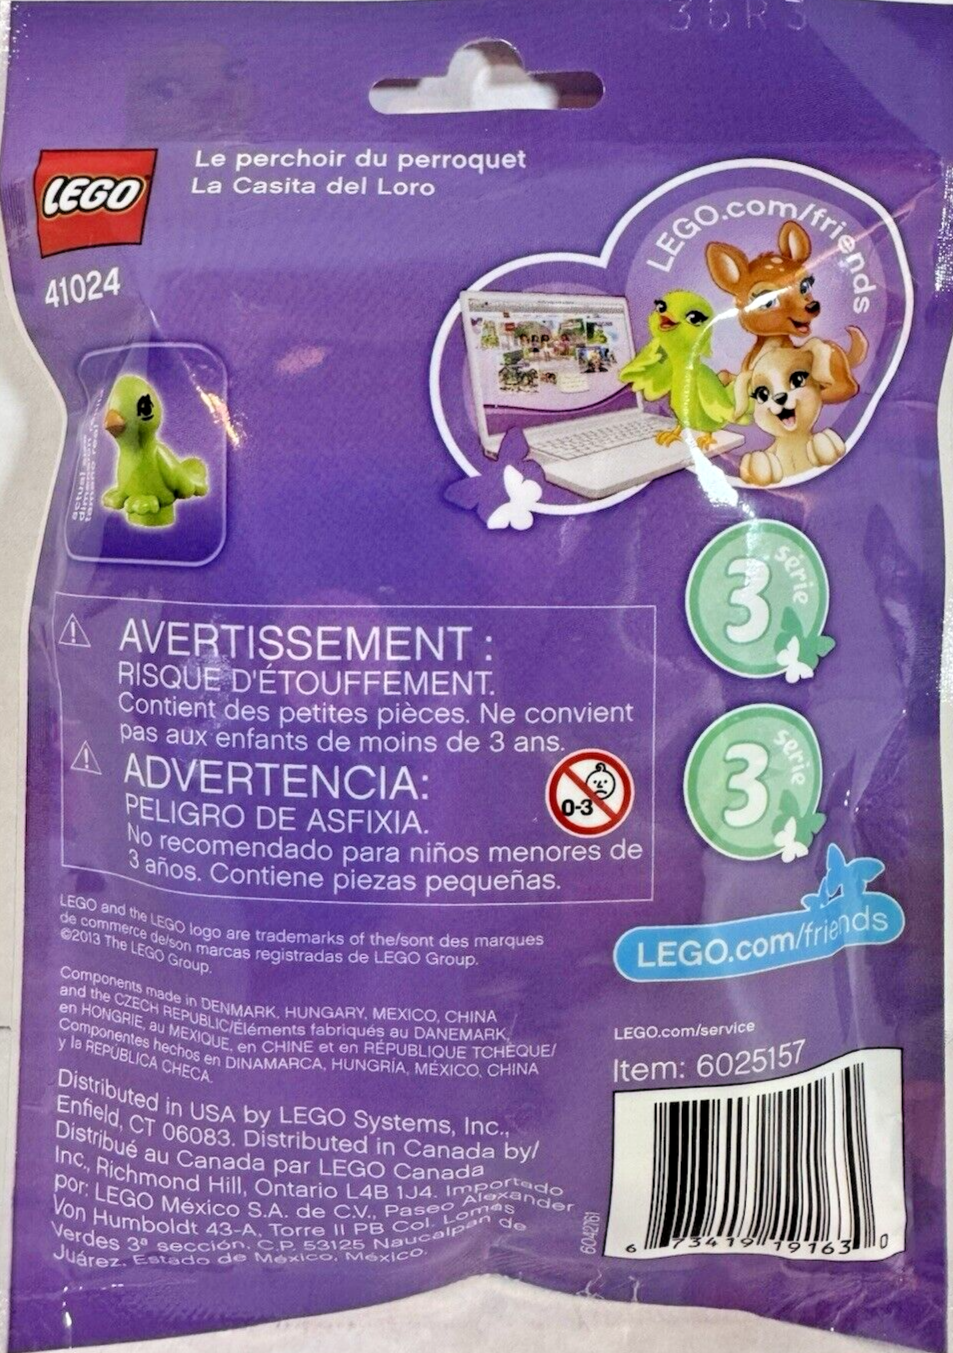 36R3
Le perchoir du perroquet
La Casita del Loro
LEGO
41024
LEGO.com/friends
3 série
serie 3
AVERTISSEMENT :
RISQUE D'ÉTOUFFEMENT.
Contient des petites pièces. Ne convient
pas aux enfants de moins de 3 ans.
ADVERTENCIA:
PELIGRO DE ASFIXIA.
No recomendado para niños menores de
3 años. Contiene piezas pequeñas.
0-3
LEGO and the LEGO logo are trademarks of the/sont des marques
de commerce de/son marcas registradas de LEGO Group.
©2013 The LEGO Group.
Components made in DENMARK, HUNGARY, MEXICO, CHINA
and the CZECH REPUBLIC/Éléments fabriqués au DANEMARK,
en HONGRIE, au MEXIQUE, en CHINE et en RÉPUBLIQUE TCHÈQUE/
Componentes hechos en DINAMARCA, HUNGRÍA, MÉXICO, CHINA
y la REPÚBLICA CHECA.
Distributed in USA by LEGO Systems, Inc.,
Enfield, CT 06083. Distributed in Canada by/
Distribué au Canada par LEGO Canada
Inc., Richmond Hill, Ontario L4B 1J4. Importado
por: LEGO México S.A. de C.V., Paseo Alexander
Von Humboldt 43-A, Torre II PB Col. Lomas
Verdes 3ª sección, C.P. 53125 Naucalpan de
Juárez, Estado de México, México.
LEGO.com/friends
LEGO.com/service
Item: 6025157
6042761
6 73419 19163 0